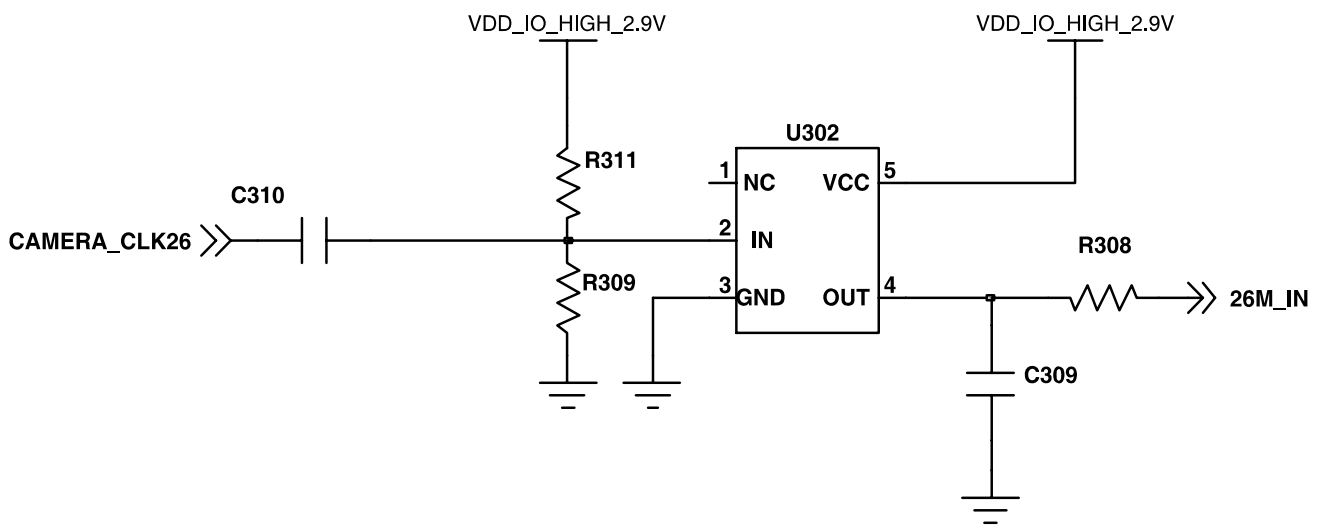 VDD_IO_HIGH_2.9V
VDD_IO_HIGH_2.9V
U302
R311
1
NC
VCC
5
C310
CAMERA_CLK26
2
IN
R308
R309
3
GND
OUT
4
26M_IN
C309